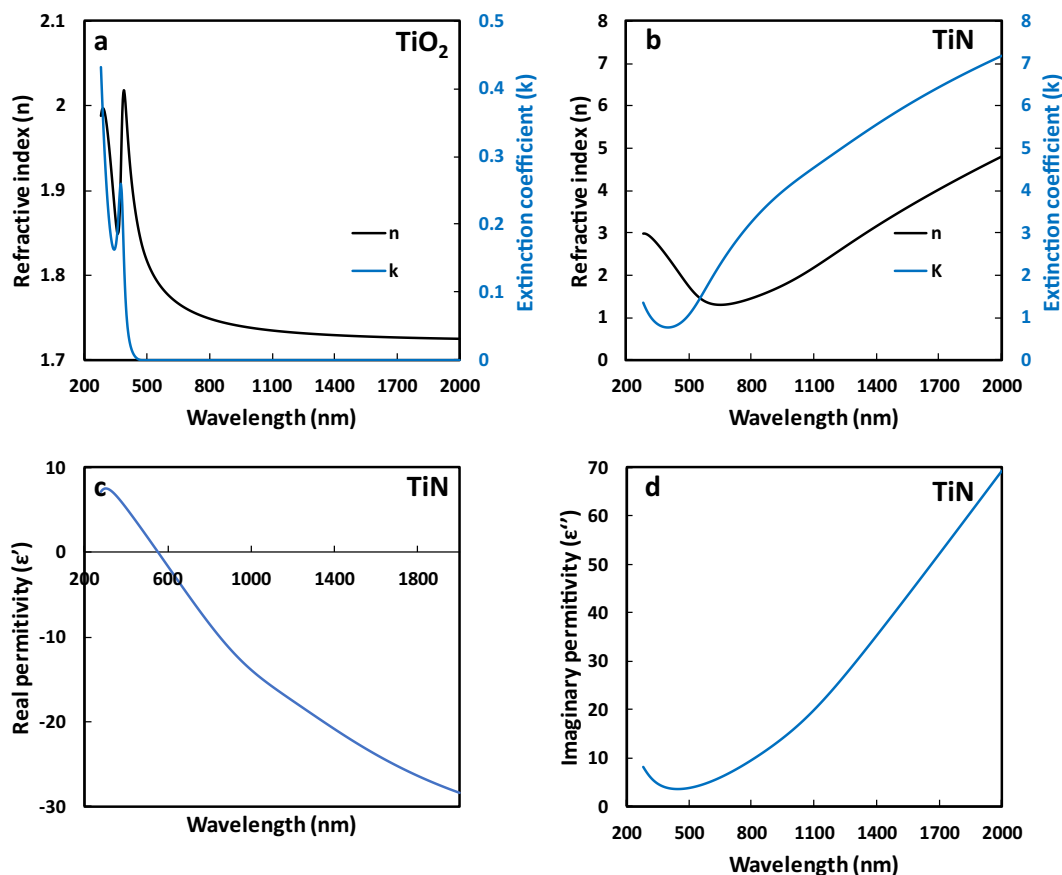 a
TiO2
Refractive index (n)
2.1
2
1.9
1.8
1.7
0.5
0.4
0.3
0.2
0.1
0
Extinction coefficient (k)
n
k
200 500 800 1100 1400 1700 2000
Wavelength (nm)
b
TiN
Refractive index (n)
8
7
6
5
4
3
2
1
0
8
7
6
5
4
3
2
1
0
Extinction coefficient (k)
n
K
200 500 800 1100 1400 1700 2000
Wavelength (nm)
c
TiN
Real permitivity (ε’)
10
0
-10
-20
-30
200 600 1000 1400 1800
Wavelength (nm)
d
TiN
Imaginary permitivity (ε‘’)
70
60
50
40
30
20
10
0
200 500 800 1100 1400 1700 2000
Wavelength (nm)